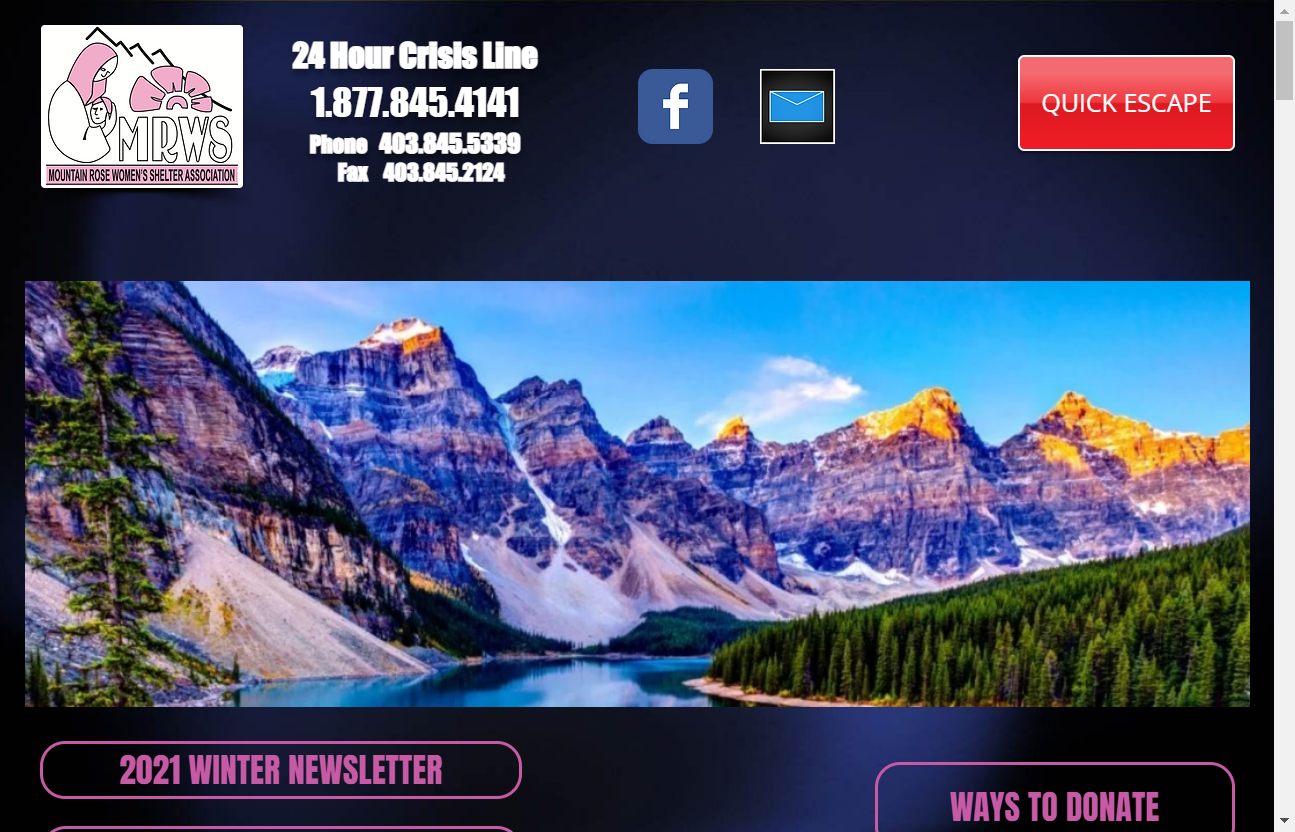 MRWS
MOUNTAIN ROSE WOMEN'S SHELTER ASSOCIATION
24 Hour Crisis Line
1.877.845.4141
Phone 403.845.5339
Fax 403.845.2124
QUICK ESCAPE
2021 WINTER NEWSLETTER
WAYS TO DONATE